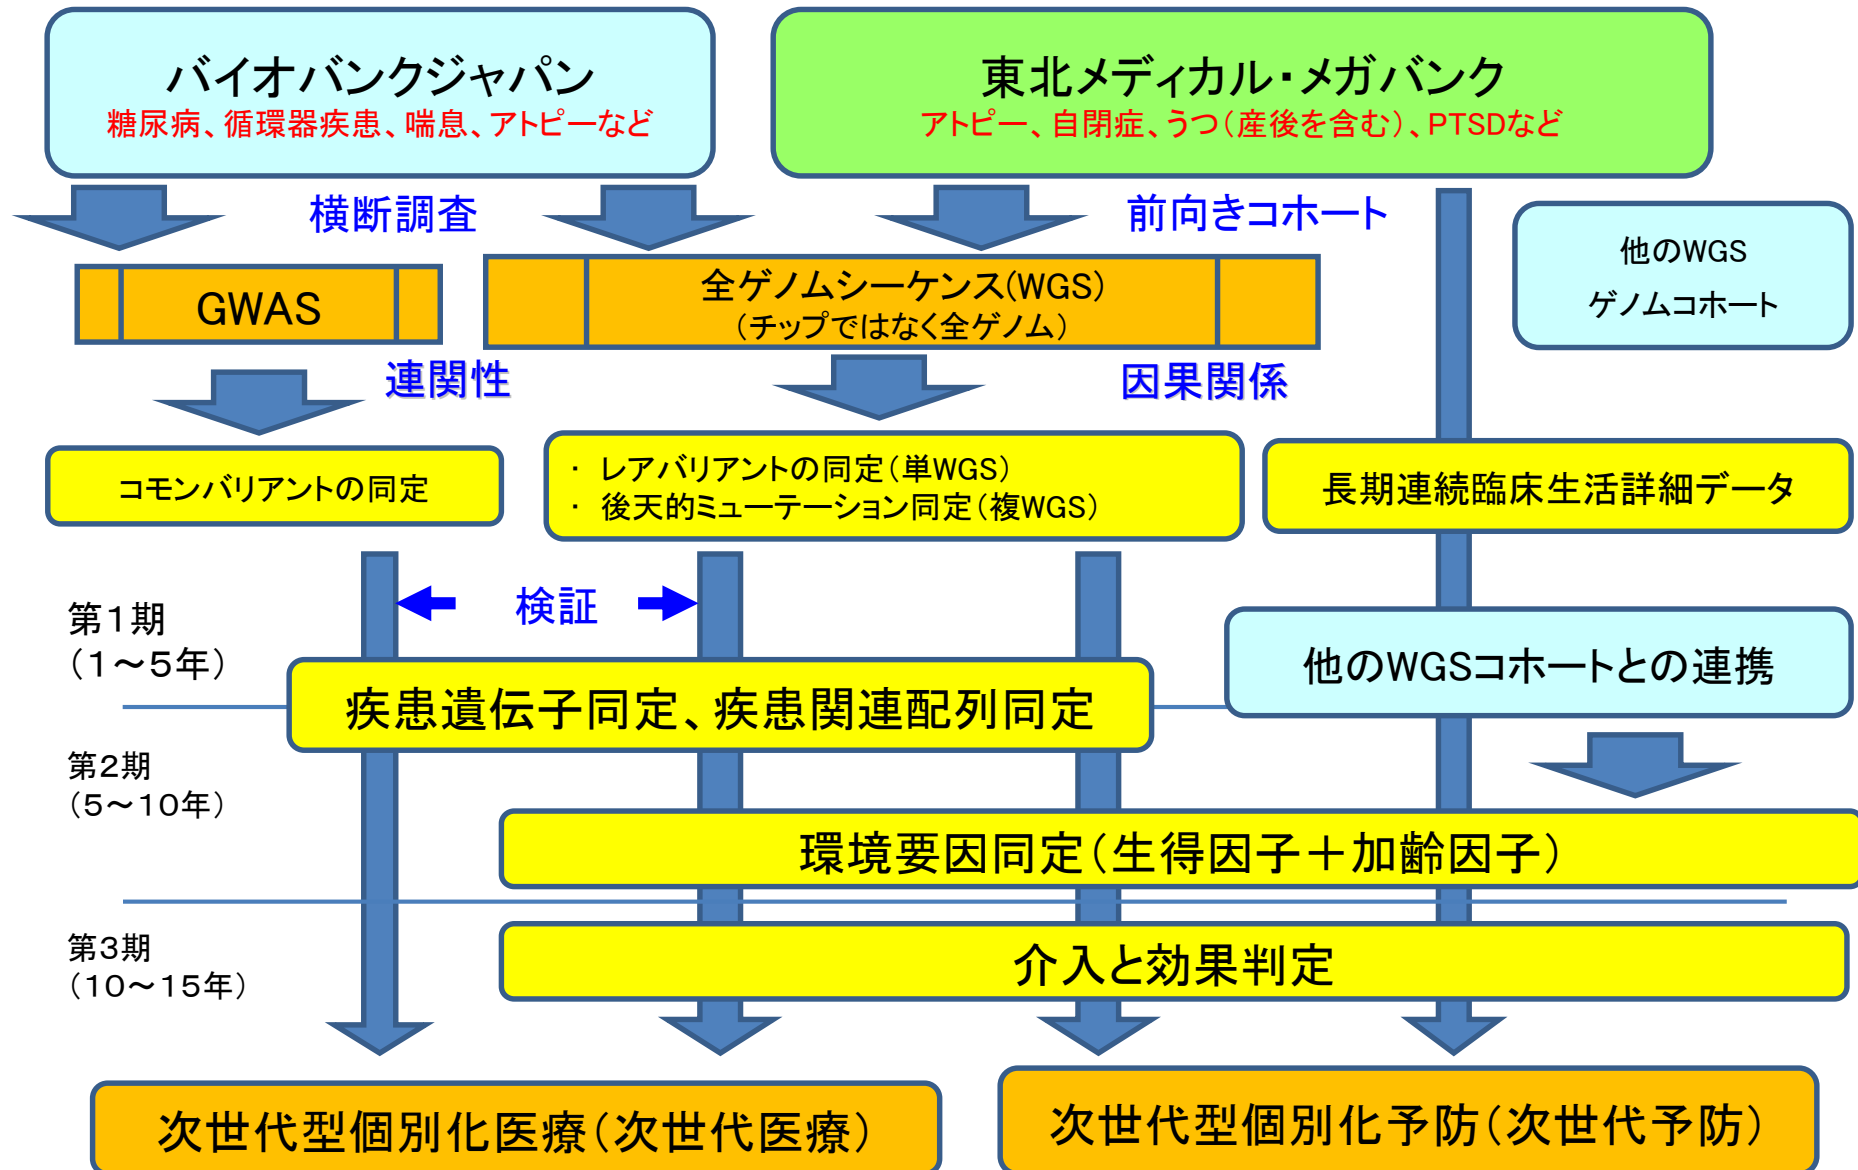 バイオバンクジャパン
糖尿病、循環器疾患、喘息、アトピーなど
東北メディカル・メガバンク
アトピー、自閉症、うつ(産後を含む)、PTSDなど
横断調査
前向きコホート
他のWGS
ゲノムコホート
GWAS
全ゲノムシーケンス(WGS)
(チップではなく全ゲノム)
連関性
因果関係
コモンバリアントの同定
・ レアバリアントの同定(単WGS)
・ 後天的ミューテーション同定(複WGS)
長期連続臨床生活詳細データ
検証
第1期
(1~5年)
他のWGSコホートとの連携
疾患遺伝子同定、疾患関連配列同定
第2期
(5~10年)
環境要因同定(生得因子+加齢因子)
第3期
(10~15年)
介入と効果判定
次世代型個別化医療(次世代医療)
次世代型個別化予防(次世代予防)